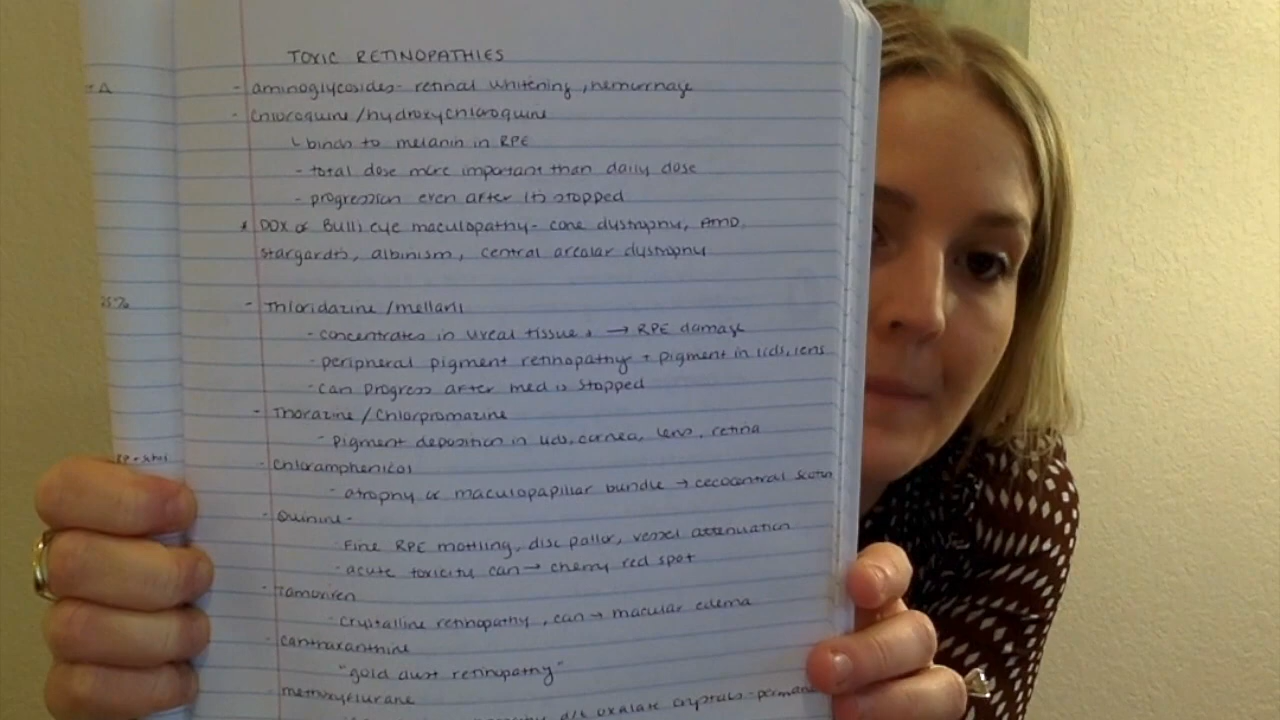 TOXIC RETINOPATHIES
- A
- aminoglycosides- retinal whitening, hemorrhage
- Chloroquine/hydroxychloroquine
↳ binds to melanin in RPE
- total dose more important than daily dose
- progression even after it's stopped
* DDX of Bull's eye maculopathy- cone dystrophy, AMD,
Stargardts, albinism, central areolar dystrophy
25%
- Thioridazine/mellaril
- concentrates in uveal tissues → RPE damage
- peripheral pigment retinopathy + pigment in lids, lens
- can progress after med is stopped
- Thorazine/Chlorpromazine
- pigment deposition in lids, cornea, lens, retina
- Chloramphenicol
- atrophy of maculopapillar bundle → cecocentral scotom
- Quinine-
- Fine RPE mottling, disc pallor, vessel attenuation
- acute toxicity can → cherry red spot
- Tamoxifen
- crystalline retinopathy, can → macular edema
- canthaxanthine
"gold dust retinopathy"
- methoxyflurane
d/t oxalate crystals - permane